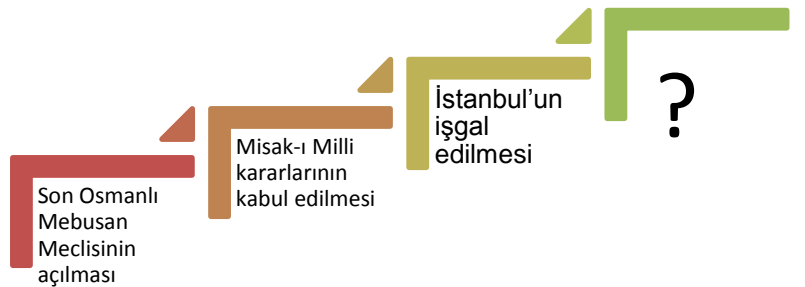 Son Osmanlı
Mebusan
Meclisinin
açılması
Misak-ı Milli
kararlarının
kabul edilmesi
İstanbul’un
işgal
edilmesi
?